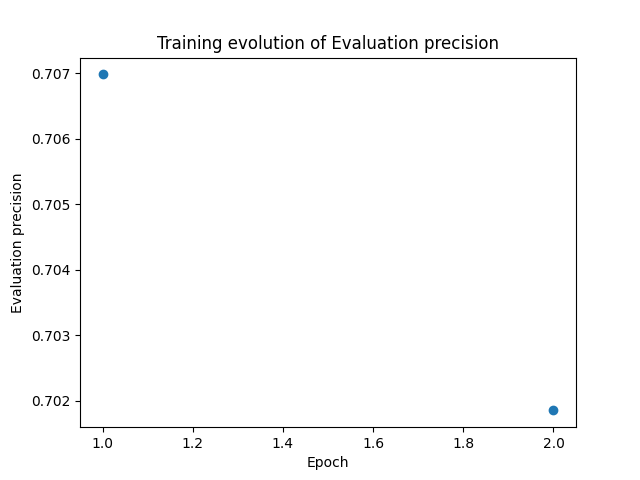 Training evolution of Evaluation precision
0.707
0.706
0.705
0.704
0.703
0.702
Evaluation precision
1.0 1.2 1.4 1.6 1.8 2.0
Epoch